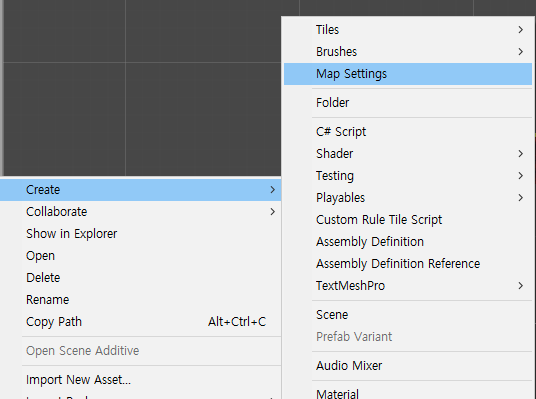 Tiles
Brushes
Map Settings
Folder
C# Script
Shader
Testing
Playables
Custom Rule Tile Script
Assembly Definition
Assembly Definition Reference
TextMeshPro
Scene
Prefab Variant
Audio Mixer
Material
Create
Collaborate
Show in Explorer
Open
Delete
Rename
Copy Path Alt+Ctrl+C
Open Scene Additive
Import New Asset...